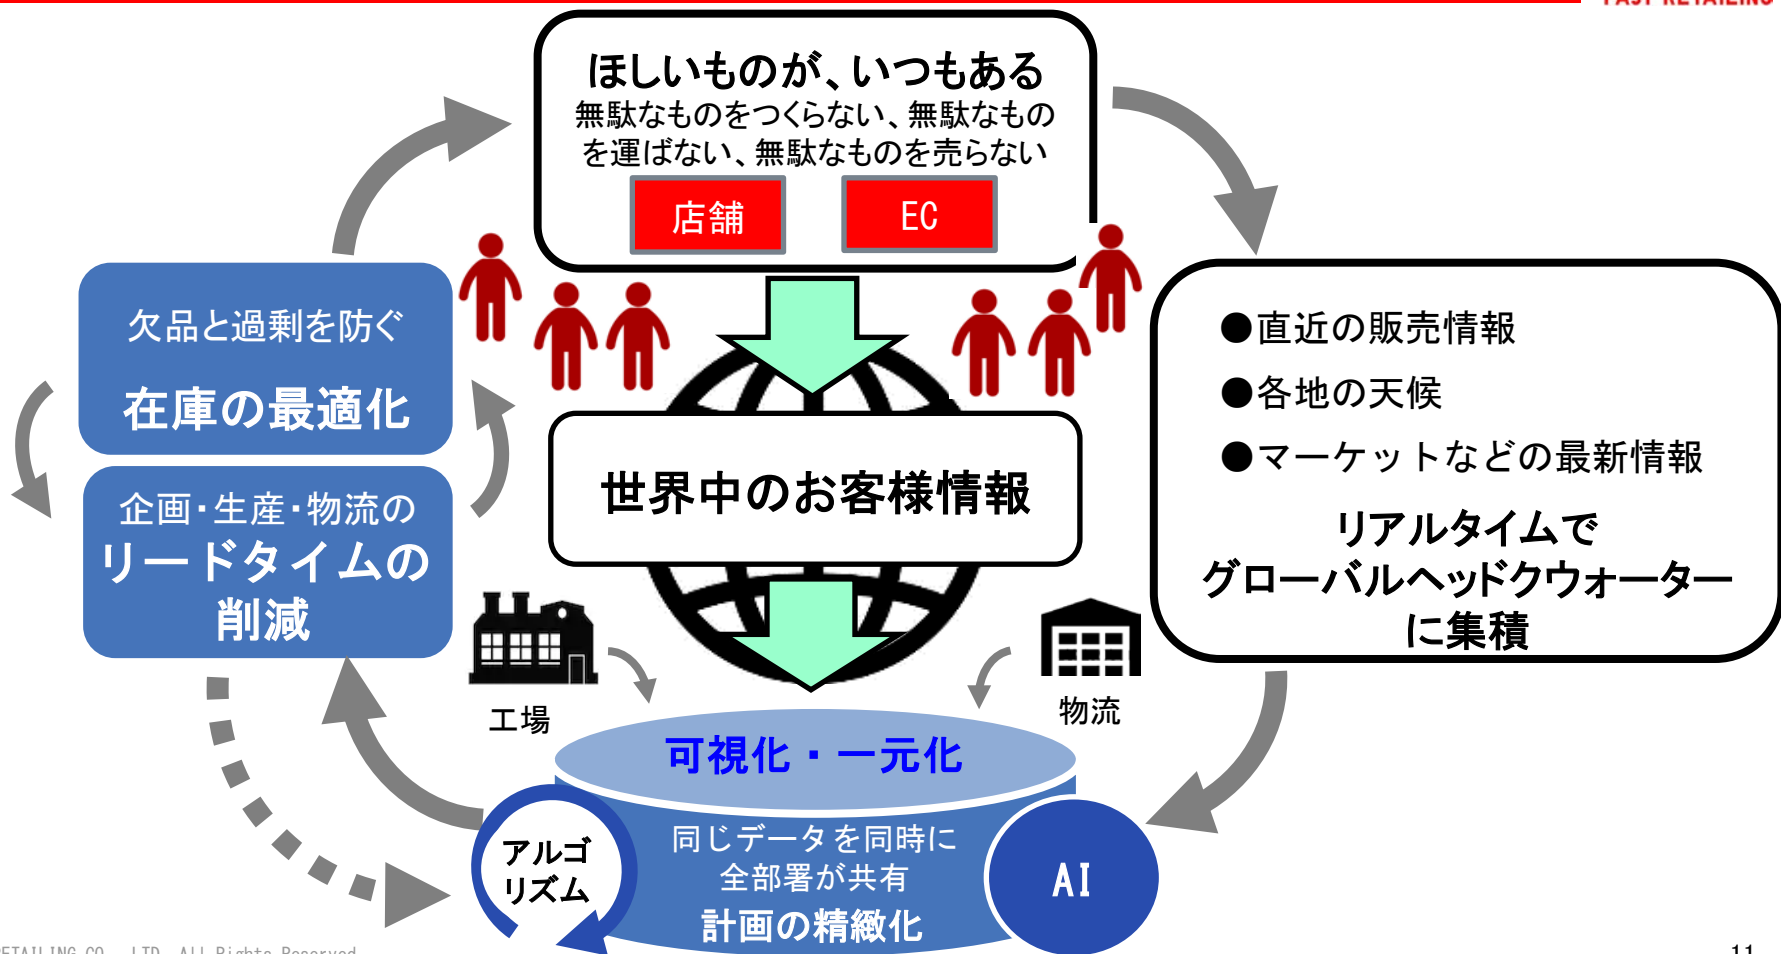 FAST RETAILING
ほしいものが、いつもある
無駄なものをつくらない、無駄なもの
を運ばない、無駄なものを売らない
店舗
EC
欠品と過剰を防ぐ
在庫の最適化
企画・生産・物流の
リードタイムの
削減
世界中のお客様情報
●直近の販売情報
●各地の天候
●マーケットなどの最新情報
リアルタイムで
グローバルヘッドクウォーター
に集積
工場
物流
可視化・一元化
同じデータを同時に
全部署が共有
計画の精緻化
アルゴ
リズム
AI
RETAILING CO., LTD. All Rights Reserved.
11